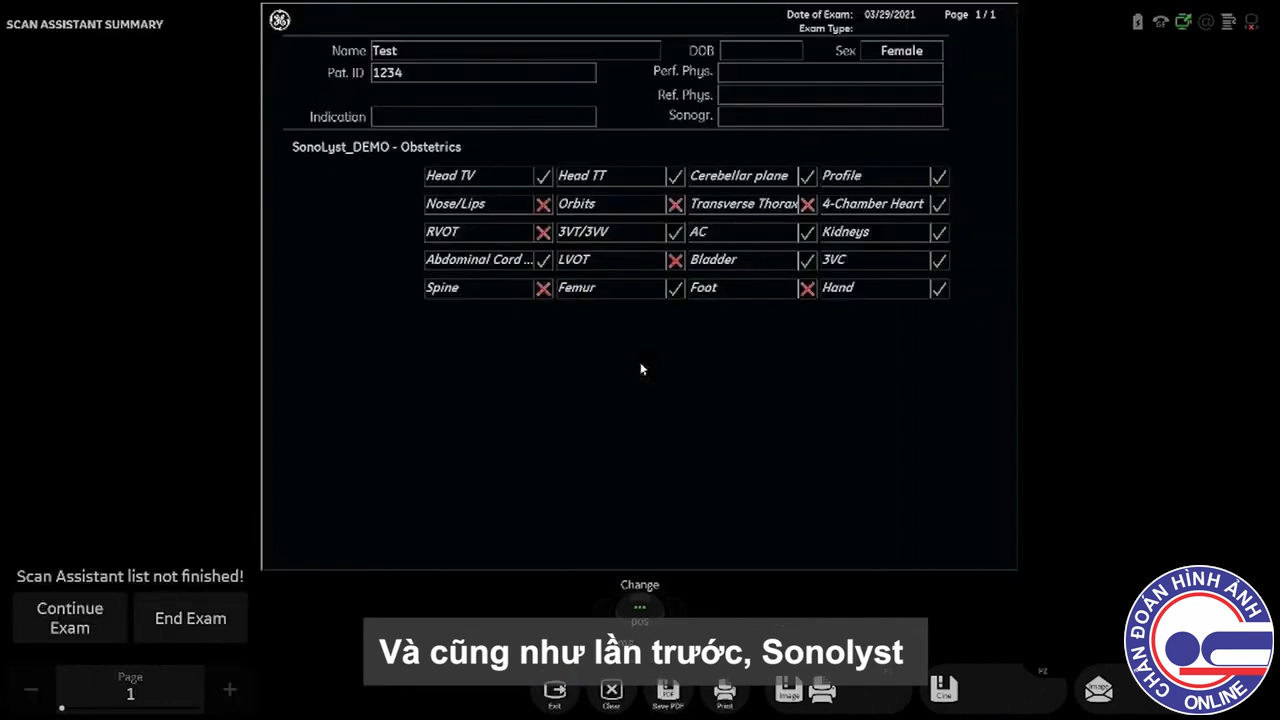 SCAN ASSISTANT SUMMARY
Date of Exam: 03/29/2021 Page 1 / 1
Exam Type:
Name Test DOB Sex Female
Pat. ID 1234 Perf. Phys.
Ref. Phys.
Indication Sonogr.
SonoLyst_DEMO - Obstetrics
Head TV Head TT Cerebellar plane Profile
Nose/Lips Orbits Transverse Thorax 4-Chamber Heart
RVOT 3VT/3VV AC Kidneys
Abdominal Cord ... LVOT Bladder 3VC
Spine Femur Foot Hand
Scan Assistant list not finished!
Continue Exam End Exam
Change
pos
Và cũng như lần trước, Sonolyst
Page
1
Exit Clear Save PDF Print Image Cine
P2
CHẨN ĐOÁN HÌNH ẢNH
ONLINE